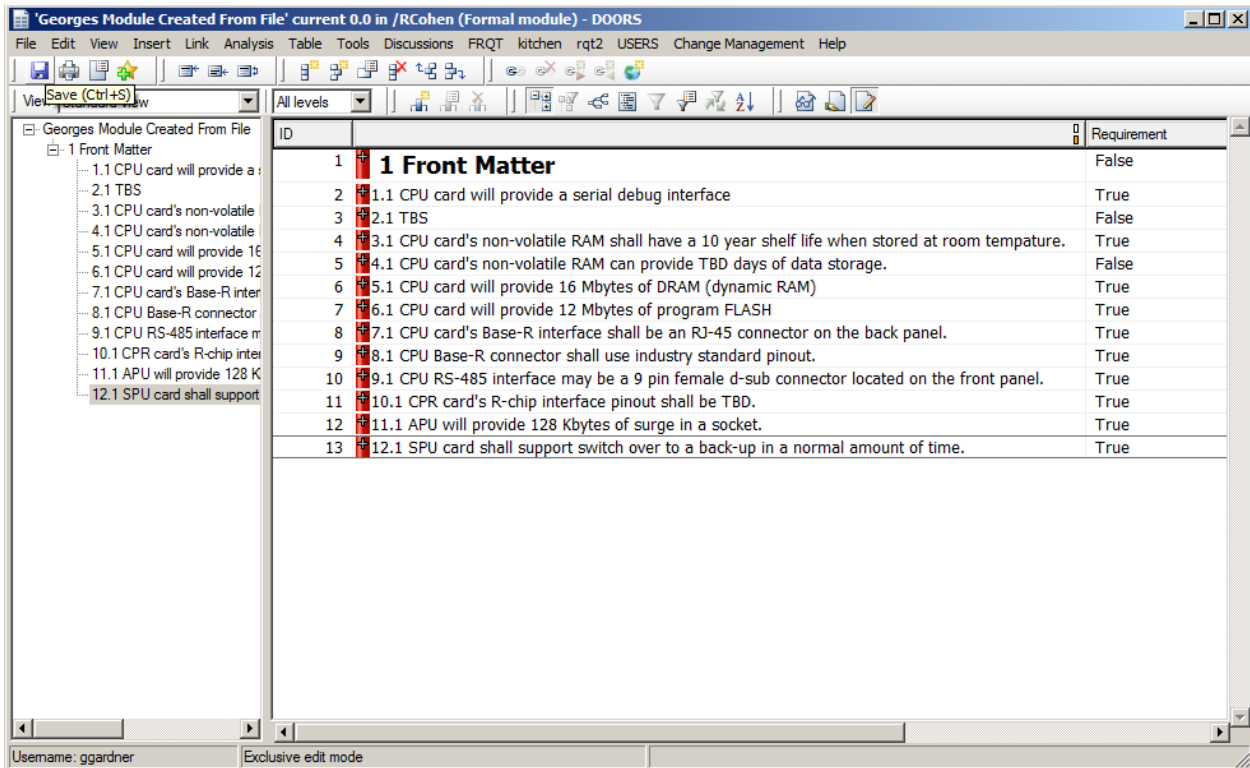 'Georges Module Created From File' current 0.0 in /RCohen (Formal module) - DOORS
File Edit View Insert Link Analysis Table Tools Discussions FRQT kitchen rqt2 USERS Change Management Help
Save (Ctrl+S)
View All levels
Georges Module Created From File
1 Front Matter
1.1 CPU card will provide a
2.1 TBS
3.1 CPU card's non-volatile
4.1 CPU card's non-volatile
5.1 CPU card will provide 16
6.1 CPU card will provide 12
7.1 CPU card's Base-R inter
8.1 CPU Base-R connector
9.1 CPU RS-485 interface m
10.1 CPR card's R-chip inter
11.1 APU will provide 128 K
12.1 SPU card shall support
ID Requirement
1 1 Front Matter False
2 1.1 CPU card will provide a serial debug interface True
3 2.1 TBS False
4 3.1 CPU card's non-volatile RAM shall have a 10 year shelf life when stored at room tempature. True
5 4.1 CPU card's non-volatile RAM can provide TBD days of data storage. False
6 5.1 CPU card will provide 16 Mbytes of DRAM (dynamic RAM) True
7 6.1 CPU card will provide 12 Mbytes of program FLASH True
8 7.1 CPU card's Base-R interface shall be an RJ-45 connector on the back panel. True
9 8.1 CPU Base-R connector shall use industry standard pinout. True
10 9.1 CPU RS-485 interface may be a 9 pin female d-sub connector located on the front panel. True
11 10.1 CPR card's R-chip interface pinout shall be TBD. True
12 11.1 APU will provide 128 Kbytes of surge in a socket. True
13 12.1 SPU card shall support switch over to a back-up in a normal amount of time. True
Username: ggardner Exclusive edit mode